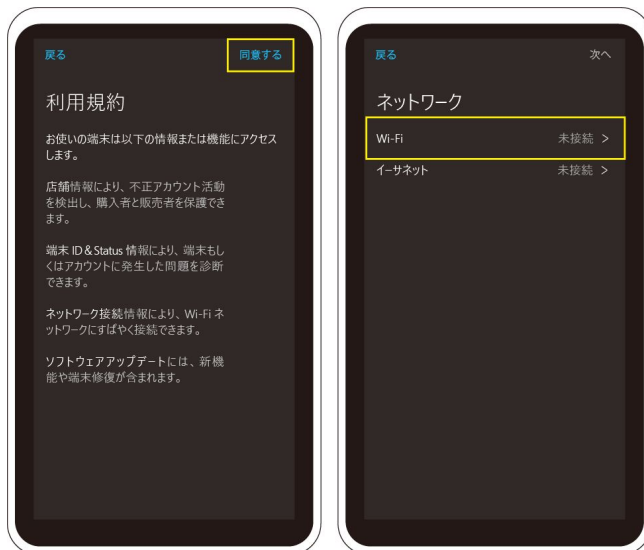 戻る 同意する
利用規約
お使いの端末は以下の情報または機能にアクセス
します。
店舗情報により、不正アカウント活動
を検出し、購入者と販売者を保護でき
ます。
端末 ID＆Status 情報により、端末もし
くはアカウントに発生した問題を診断
できます。
ネットワーク接続情報により、Wi-Fi ネ
ットワークにすばやく接続できます。
ソフトウェアアップデートには、新機
能や端末修復が含まれます。
戻る 次へ
ネットワーク
Wi-Fi 未接続 >
イーサネット 未接続 >